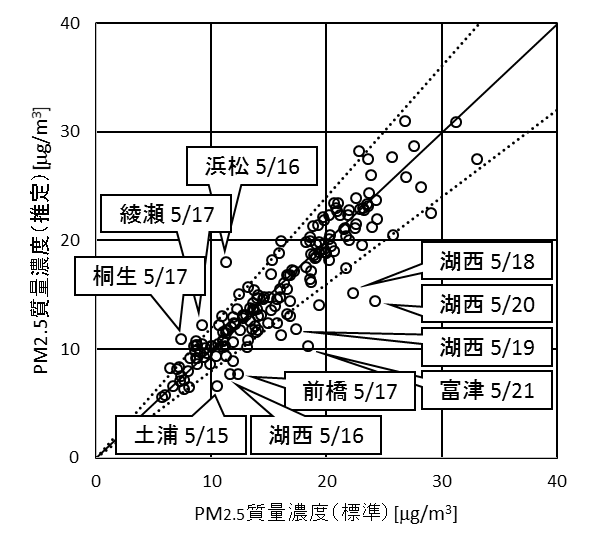 PM2.5質量濃度(推定) [μg/m³]
40
30
20
10
0
浜松 5/16
綾瀬 5/17
桐生 5/17
湖西 5/18
湖西 5/20
湖西 5/19
富津 5/21
前橋 5/17
湖西 5/16
土浦 5/15
0 10 20 30 40
PM2.5質量濃度(標準) [μg/m³]